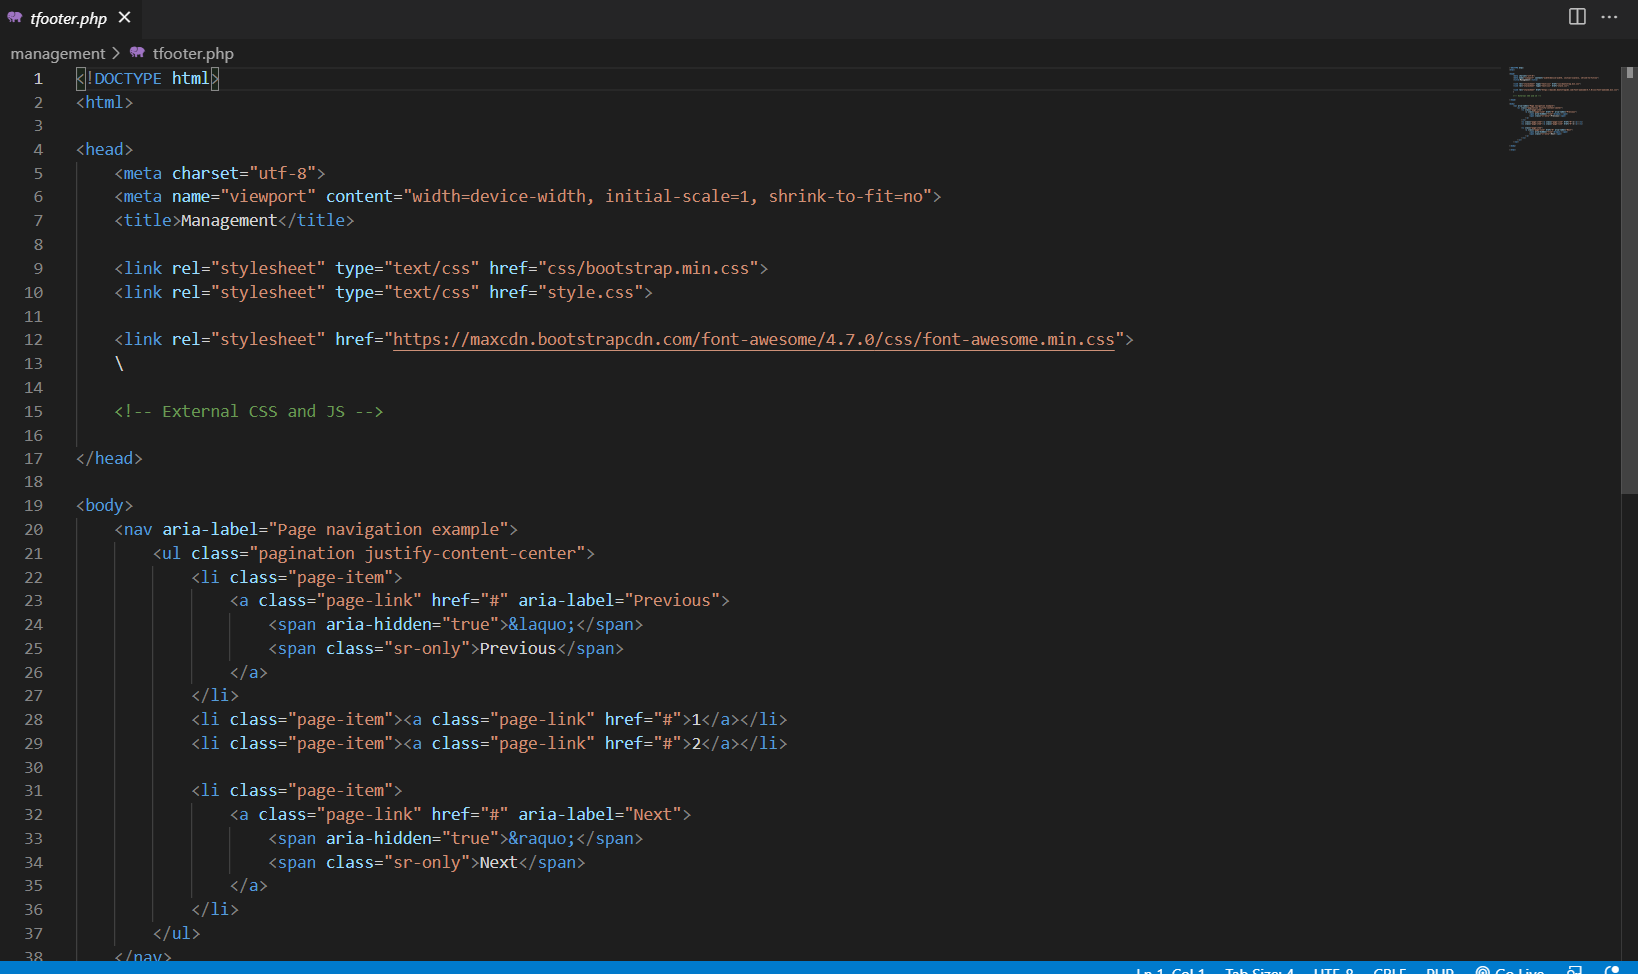 tfooter.php
management > tfooter.php
1 <!DOCTYPE html>
2 <html>
3
4 <head>
5 <meta charset="utf-8">
6 <meta name="viewport" content="width=device-width, initial-scale=1, shrink-to-fit=no">
7 <title>Management</title>
8
9 <link rel="stylesheet" type="text/css" href="css/bootstrap.min.css">
10 <link rel="stylesheet" type="text/css" href="style.css">
11
12 <link rel="stylesheet" href="https://maxcdn.bootstrapcdn.com/font-awesome/4.7.0/css/font-awesome.min.css">
13 \
14
15 <!-- External CSS and JS -->
16
17 </head>
18
19 <body>
20 <nav aria-label="Page navigation example">
21 <ul class="pagination justify-content-center">
22 <li class="page-item">
23 <a class="page-link" href="#" aria-label="Previous">
24 <span aria-hidden="true">&laquo;</span>
25 <span class="sr-only">Previous</span>
26 </a>
27 </li>
28 <li class="page-item"><a class="page-link" href="#">1</a></li>
29 <li class="page-item"><a class="page-link" href="#">2</a></li>
30
31 <li class="page-item">
32 <a class="page-link" href="#" aria-label="Next">
33 <span aria-hidden="true">&raquo;</span>
34 <span class="sr-only">Next</span>
35 </a>
36 </li>
37 </ul>
38 </nav>
Ln 1, Col 1 Tab Size: 4 UTF-8 CRLF PHP Go Live